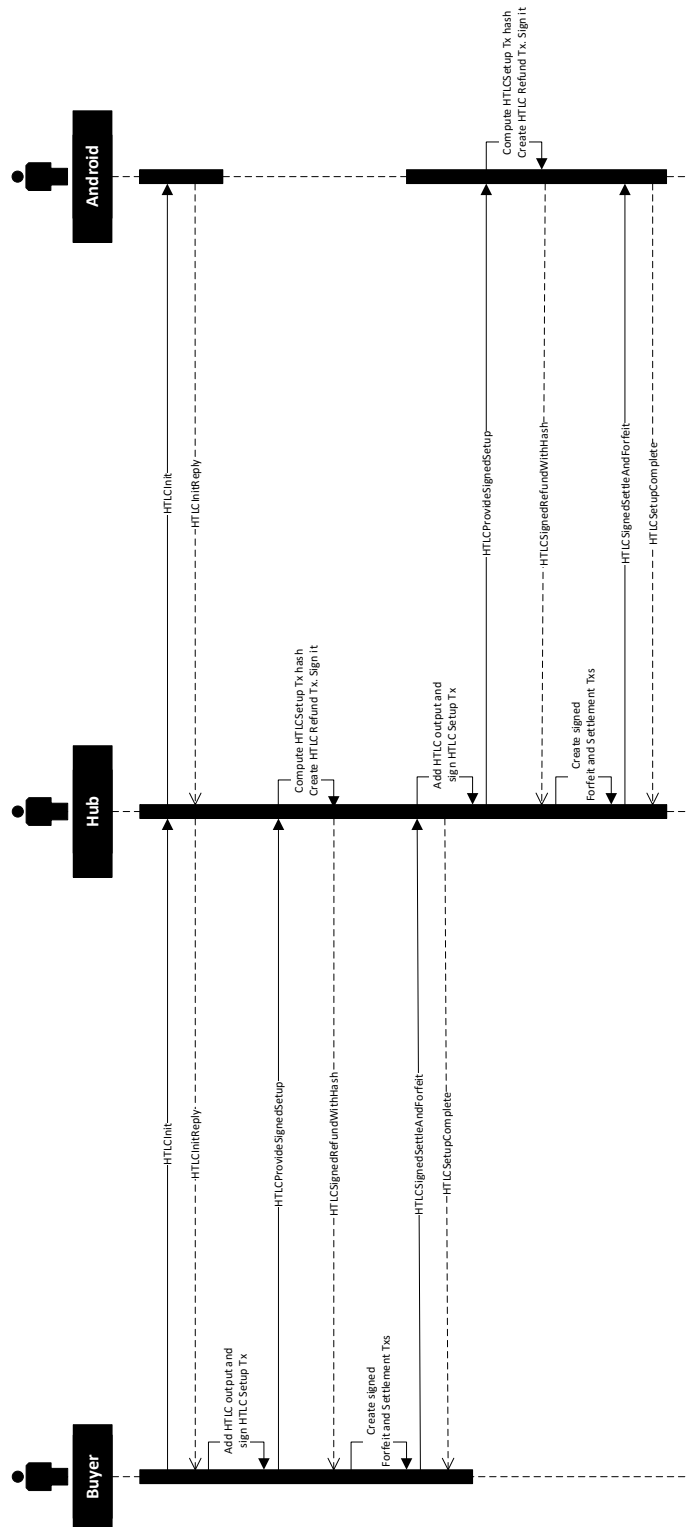 Buyer
Hub
Android
HTLCInit
HTLCInit
HTLCInitReply
HTLCInitReply
Add HTLC output and
sign HTLC Setup Tx
HTLCProvideSignedSetup
Compute HTLCSetup Tx hash
Create HTLC Refund Tx. Sign it
HTLCSignedRefundWithHash
Create signed
Forfeit and Settlement Txs
HTLCSignedSettleAndForfeit
HTLCSetupComplete
Add HTLC output and
sign HTLC Setup Tx
HTLCProvideSignedSetup
Compute HTLCSetup Tx hash
Create HTLC Refund Tx. Sign it
HTLCSignedRefundWithHash
Create signed
Forfeit and Settlement Txs
HTLCSignedSettleAndForfeit
HTLCSetupComplete